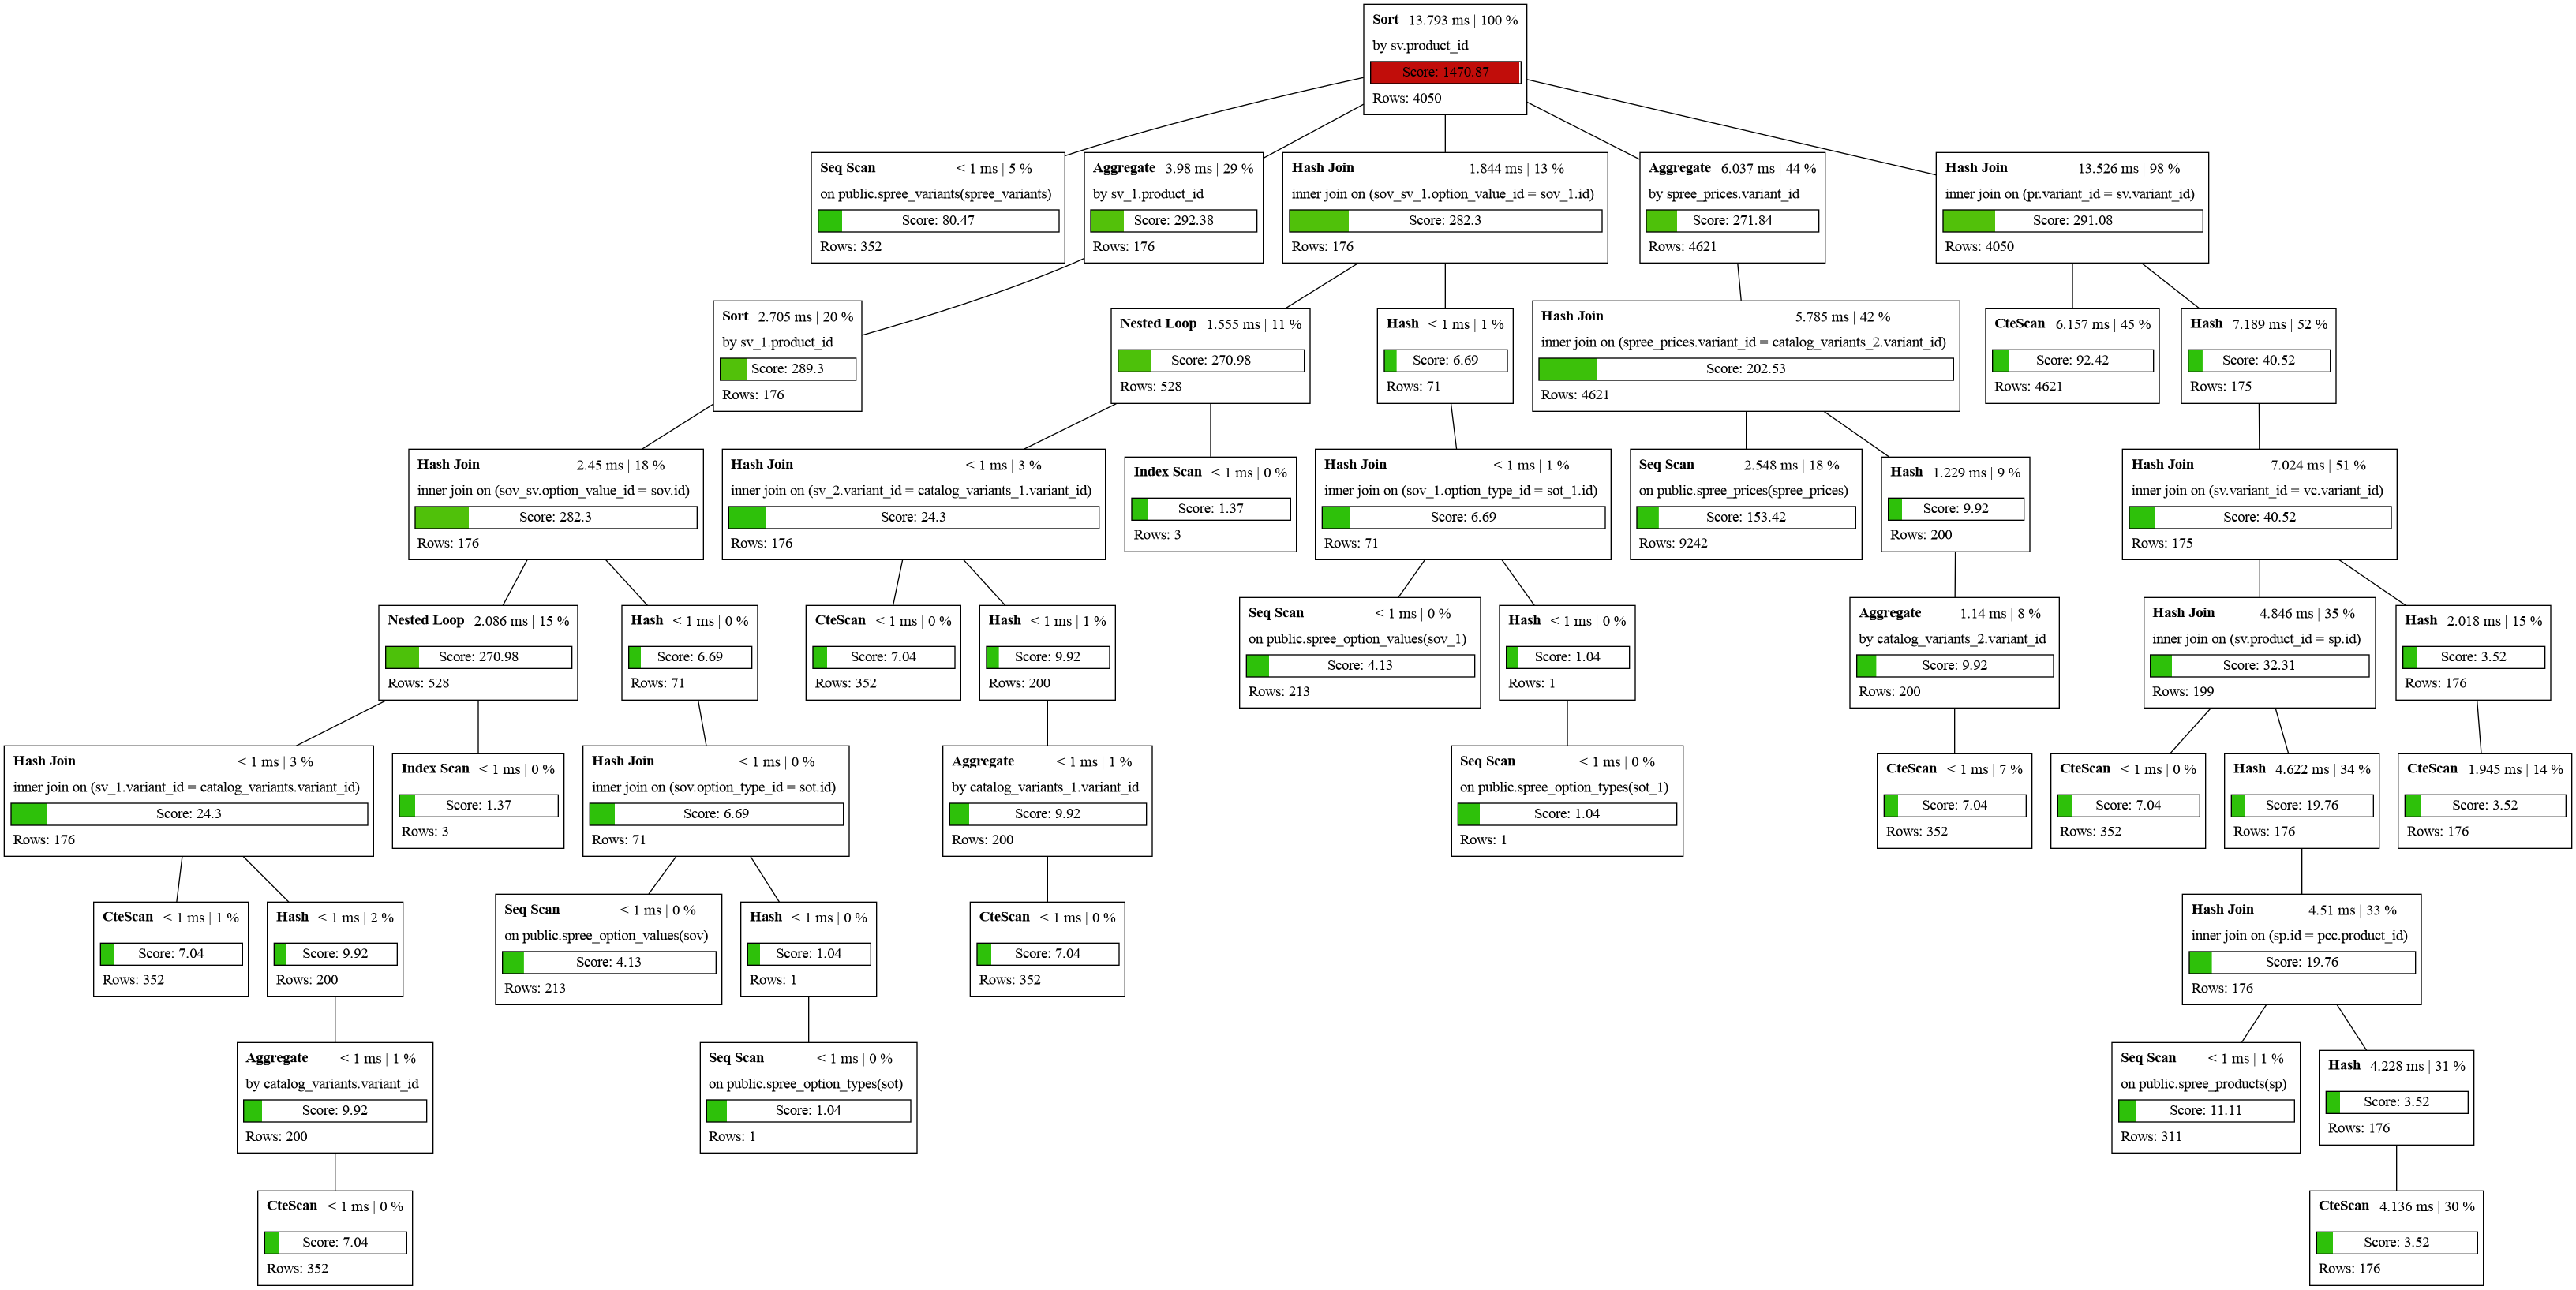 Sort 13.793 ms | 100 %
by sv.product_id
Score: 1470.87
Rows: 4050
Seq Scan < 1 ms | 5 %
on public.spree_variants(spree_variants)
Score: 80.47
Rows: 352
Aggregate 3.98 ms | 29 %
by sv_1.product_id
Score: 292.38
Rows: 176
Hash Join 1.844 ms | 13 %
inner join on (sov_sv_1.option_value_id = sov_1.id)
Score: 282.3
Rows: 176
Aggregate 6.037 ms | 44 %
by spree_prices.variant_id
Score: 271.84
Rows: 4621
Hash Join 13.526 ms | 98 %
inner join on (pr.variant_id = sv.variant_id)
Score: 291.08
Rows: 4050
Sort 2.705 ms | 20 %
by sv_1.product_id
Score: 289.3
Rows: 176
Nested Loop 1.555 ms | 11 %
Score: 270.98
Rows: 528
Hash < 1 ms | 1 %
Score: 6.69
Rows: 71
Hash Join 5.785 ms | 42 %
inner join on (spree_prices.variant_id = catalog_variants_2.variant_id)
Score: 202.53
Rows: 4621
CteScan 6.157 ms | 45 %
Score: 92.42
Rows: 4621
Hash 7.189 ms | 52 %
Score: 40.52
Rows: 175
Hash Join 2.45 ms | 18 %
inner join on (sov_sv.option_value_id = sov.id)
Score: 282.3
Rows: 176
Hash Join < 1 ms | 3 %
inner join on (sv_2.variant_id = catalog_variants_1.variant_id)
Score: 24.3
Rows: 176
Index Scan < 1 ms | 0 %
Score: 1.37
Rows: 3
Hash Join < 1 ms | 1 %
inner join on (sov_1.option_type_id = sot_1.id)
Score: 6.69
Rows: 71
Seq Scan 2.548 ms | 18 %
on public.spree_prices(spree_prices)
Score: 153.42
Rows: 9242
Hash 1.229 ms | 9 %
Score: 9.92
Rows: 200
Hash Join 7.024 ms | 51 %
inner join on (sv.variant_id = vc.variant_id)
Score: 40.52
Rows: 175
Nested Loop 2.086 ms | 15 %
Score: 270.98
Rows: 528
Hash < 1 ms | 0 %
Score: 6.69
Rows: 71
CteScan < 1 ms | 0 %
Score: 7.04
Rows: 352
Hash < 1 ms | 1 %
Score: 9.92
Rows: 200
Seq Scan < 1 ms | 0 %
on public.spree_option_values(sov_1)
Score: 4.13
Rows: 213
Hash < 1 ms | 0 %
Score: 1.04
Rows: 1
Aggregate 1.14 ms | 8 %
by catalog_variants_2.variant_id
Score: 9.92
Rows: 200
Hash Join 4.846 ms | 35 %
inner join on (sv.product_id = sp.id)
Score: 32.31
Rows: 199
Hash 2.018 ms | 15 %
Score: 3.52
Rows: 176
Hash Join < 1 ms | 3 %
inner join on (sv_1.variant_id = catalog_variants.variant_id)
Score: 24.3
Rows: 176
Index Scan < 1 ms | 0 %
Score: 1.37
Rows: 3
Hash Join < 1 ms | 0 %
inner join on (sov.option_type_id = sot.id)
Score: 6.69
Rows: 71
Aggregate < 1 ms | 1 %
by catalog_variants_1.variant_id
Score: 9.92
Rows: 200
Seq Scan < 1 ms | 0 %
on public.spree_option_types(sot_1)
Score: 1.04
Rows: 1
CteScan < 1 ms | 7 %
Score: 7.04
Rows: 352
CteScan < 1 ms | 0 %
Score: 7.04
Rows: 352
Hash 4.622 ms | 34 %
Score: 19.76
Rows: 176
CteScan 1.945 ms | 14 %
Score: 3.52
Rows: 176
CteScan < 1 ms | 1 %
Score: 7.04
Rows: 352
Hash < 1 ms | 2 %
Score: 9.92
Rows: 200
Seq Scan < 1 ms | 0 %
on public.spree_option_values(sov)
Score: 4.13
Rows: 213
Hash < 1 ms | 0 %
Score: 1.04
Rows: 1
CteScan < 1 ms | 0 %
Score: 7.04
Rows: 352
Hash Join 4.51 ms | 33 %
inner join on (sp.id = pcc.product_id)
Score: 19.76
Rows: 176
Aggregate < 1 ms | 1 %
by catalog_variants.variant_id
Score: 9.92
Rows: 200
Seq Scan < 1 ms | 0 %
on public.spree_option_types(sot)
Score: 1.04
Rows: 1
Seq Scan < 1 ms | 1 %
on public.spree_products(sp)
Score: 11.11
Rows: 311
Hash 4.228 ms | 31 %
Score: 3.52
Rows: 176
CteScan < 1 ms | 0 %
Score: 7.04
Rows: 352
CteScan 4.136 ms | 30 %
Score: 3.52
Rows: 176